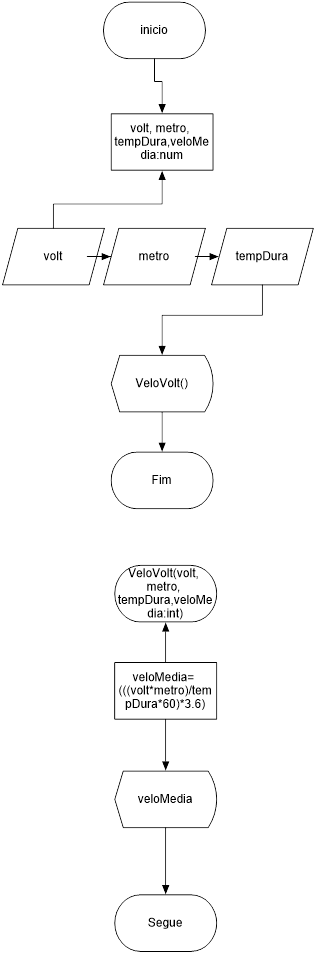 inicio
volt, metro,
tempDura,veloMe
dia:num
volt
metro
tempDura
VeloVolt()
Fim
VeloVolt(volt,
metro,
tempDura,veloMe
dia:int)
veloMedia=
(((volt*metro)/tem
pDura*60)*3.6)
veloMedia
Segue